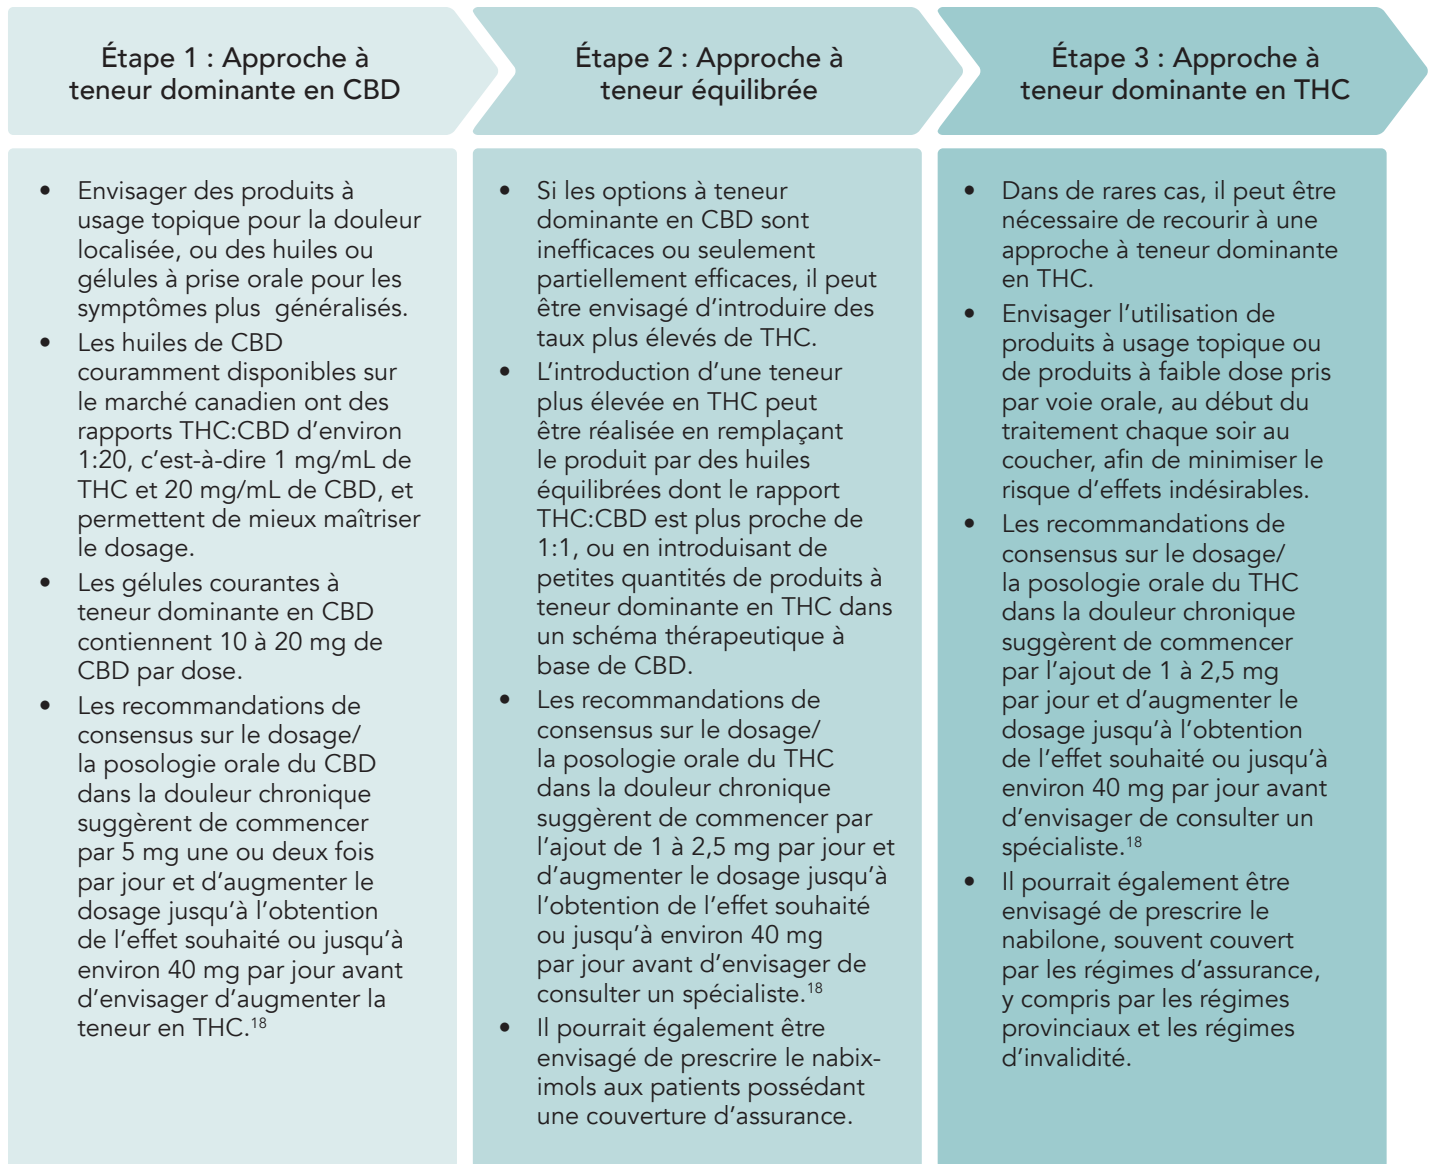 Étape 1 : Approche à
teneur dominante en CBD
• Envisager des produits à
usage topique pour la douleur
localisée, ou des huiles ou
gélules à prise orale pour les
symptômes plus généralisés.
• Les huiles de CBD
couramment disponibles sur
le marché canadien ont des
rapports THC:CBD d’environ
1:20, c’est-à-dire 1 mg/mL de
THC et 20 mg/mL de CBD, et
permettent de mieux maîtriser
le dosage.
• Les gélules courantes à
teneur dominante en CBD
contiennent 10 à 20 mg de
CBD par dose.
• Les recommandations de
consensus sur le dosage/
la posologie orale du CBD
dans la douleur chronique
suggèrent de commencer
par 5 mg une ou deux fois
par jour et d’augmenter le
dosage jusqu’à l’obtention
de l’effet souhaité ou jusqu’à
environ 40 mg par jour avant
d’envisager d’augmenter la
teneur en THC.18
Étape 2 : Approche à
teneur équilibrée
• Si les options à teneur
dominante en CBD sont
inefficaces ou seulement
partiellement efficaces, il peut
être envisagé d’introduire des
taux plus élevés de THC.
• L’introduction d’une teneur
plus élevée en THC peut
être réalisée en remplaçant
le produit par des huiles
équilibrées dont le rapport
THC:CBD est plus proche de
1:1, ou en introduisant de
petites quantités de produits à
teneur dominante en THC dans
un schéma thérapeutique à
base de CBD.
• Les recommandations de
consensus sur le dosage/
la posologie orale du THC
dans la douleur chronique
suggèrent de commencer par
l’ajout de 1 à 2,5 mg par jour et
d’augmenter le dosage jusqu’à
l’obtention de l’effet souhaité
ou jusqu’à environ 40 mg
par jour avant d’envisager de
consulter un spécialiste.18
• Il pourrait également être
envisagé de prescrire le nabix-
imols aux patients possédant
une couverture d’assurance.
Étape 3 : Approche à
teneur dominante en THC
• Dans de rares cas, il peut être
nécessaire de recourir à une
approche à teneur dominante
en THC.
• Envisager l’utilisation de
produits à usage topique ou
de produits à faible dose pris
par voie orale, au début du
traitement chaque soir au
coucher, afin de minimiser le
risque d’effets indésirables.
• Les recommandations de
consensus sur le dosage/
la posologie orale du THC
dans la douleur chronique
suggèrent de commencer
par l’ajout de 1 à 2,5 mg
par jour et d’augmenter le
dosage jusqu’à l’obtention
de l’effet souhaité ou jusqu’à
environ 40 mg par jour avant
d’envisager de consulter un
spécialiste.18
• Il pourrait également être
envisagé de prescrire le
nabilone, souvent couvert
par les régimes d’assurance,
y compris par les régimes
provinciaux et les régimes
d’invalidité.